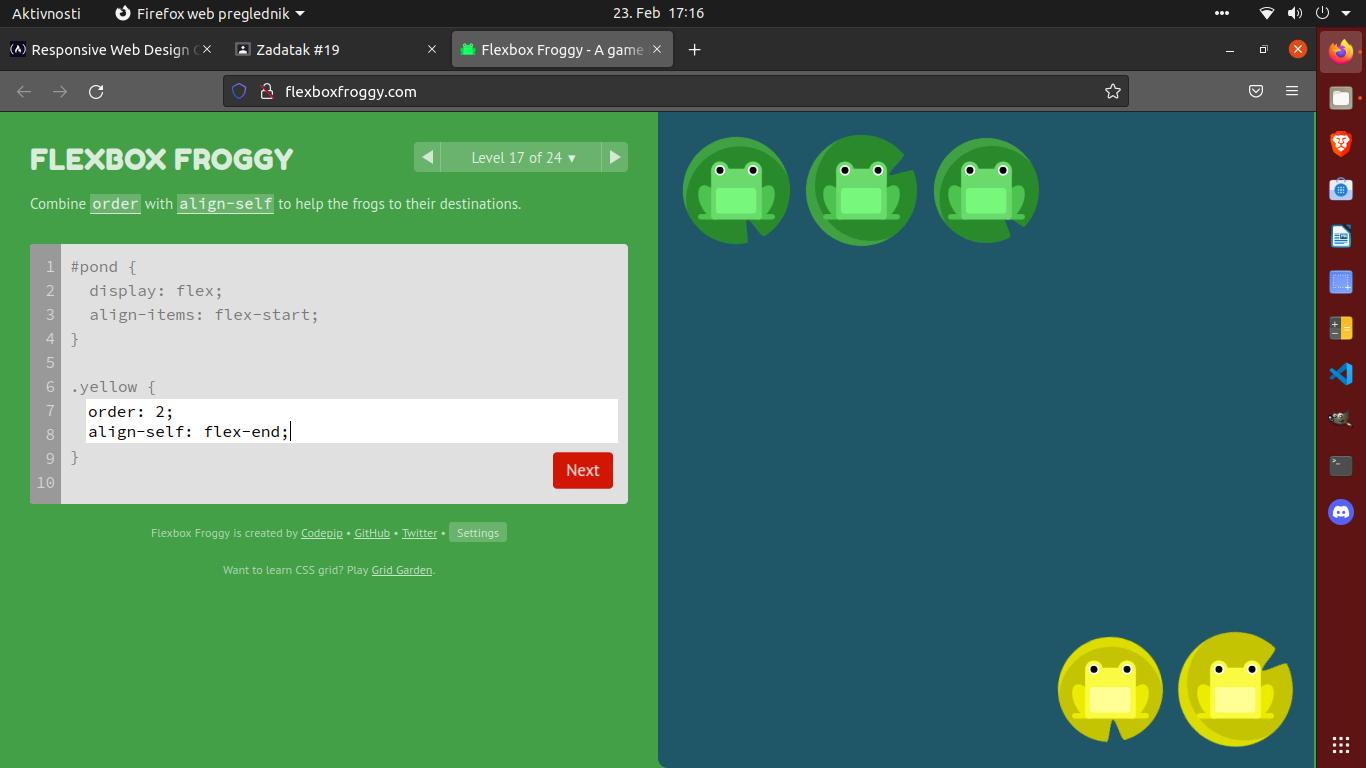 Aktivnosti
Firefox web preglednik
23. Feb 17:16
Responsive Web Design
Zadatak #19
Flexbox Froggy - A game
flexboxfroggy.com
FLEXBOX FROGGY
Level 17 of 24 ▾
Combine order with align-self to help the frogs to their destinations.
1 #pond {
2 display: flex;
3 align-items: flex-start;
4 }
5
6 .yellow {
7 order: 2;
8 align-self: flex-end;
9 }
10
Next
Flexbox Froggy is created by Codepip • GitHub • Twitter • Settings
Want to learn CSS grid? Play Grid Garden.